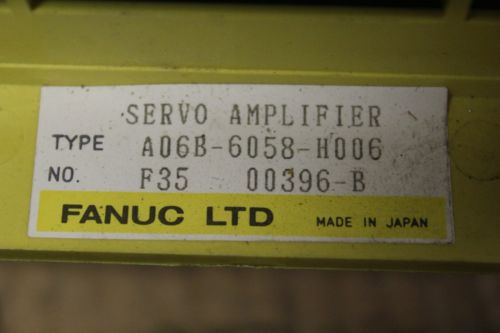 SERVO AMPLIFIER
TYPE A06B-6058-H006
NO. F35 00396-B
FANUC LTD MADE IN JAPAN